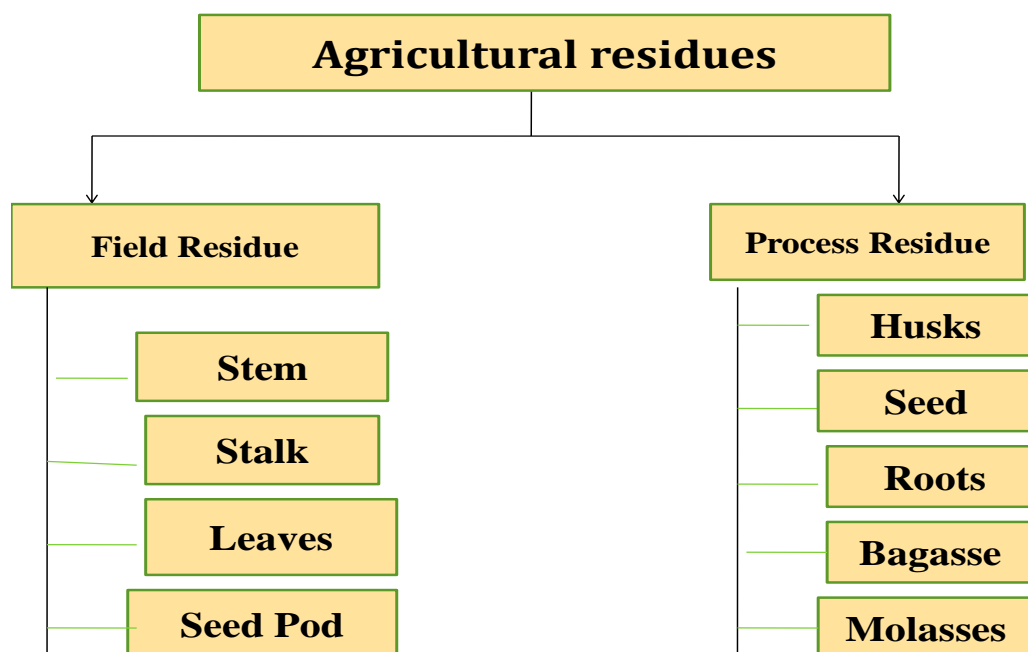 Agricultural residues
Field Residue
Process Residue
Stem
Stalk
Leaves
Seed Pod
Husks
Seed
Roots
Bagasse
Molasses